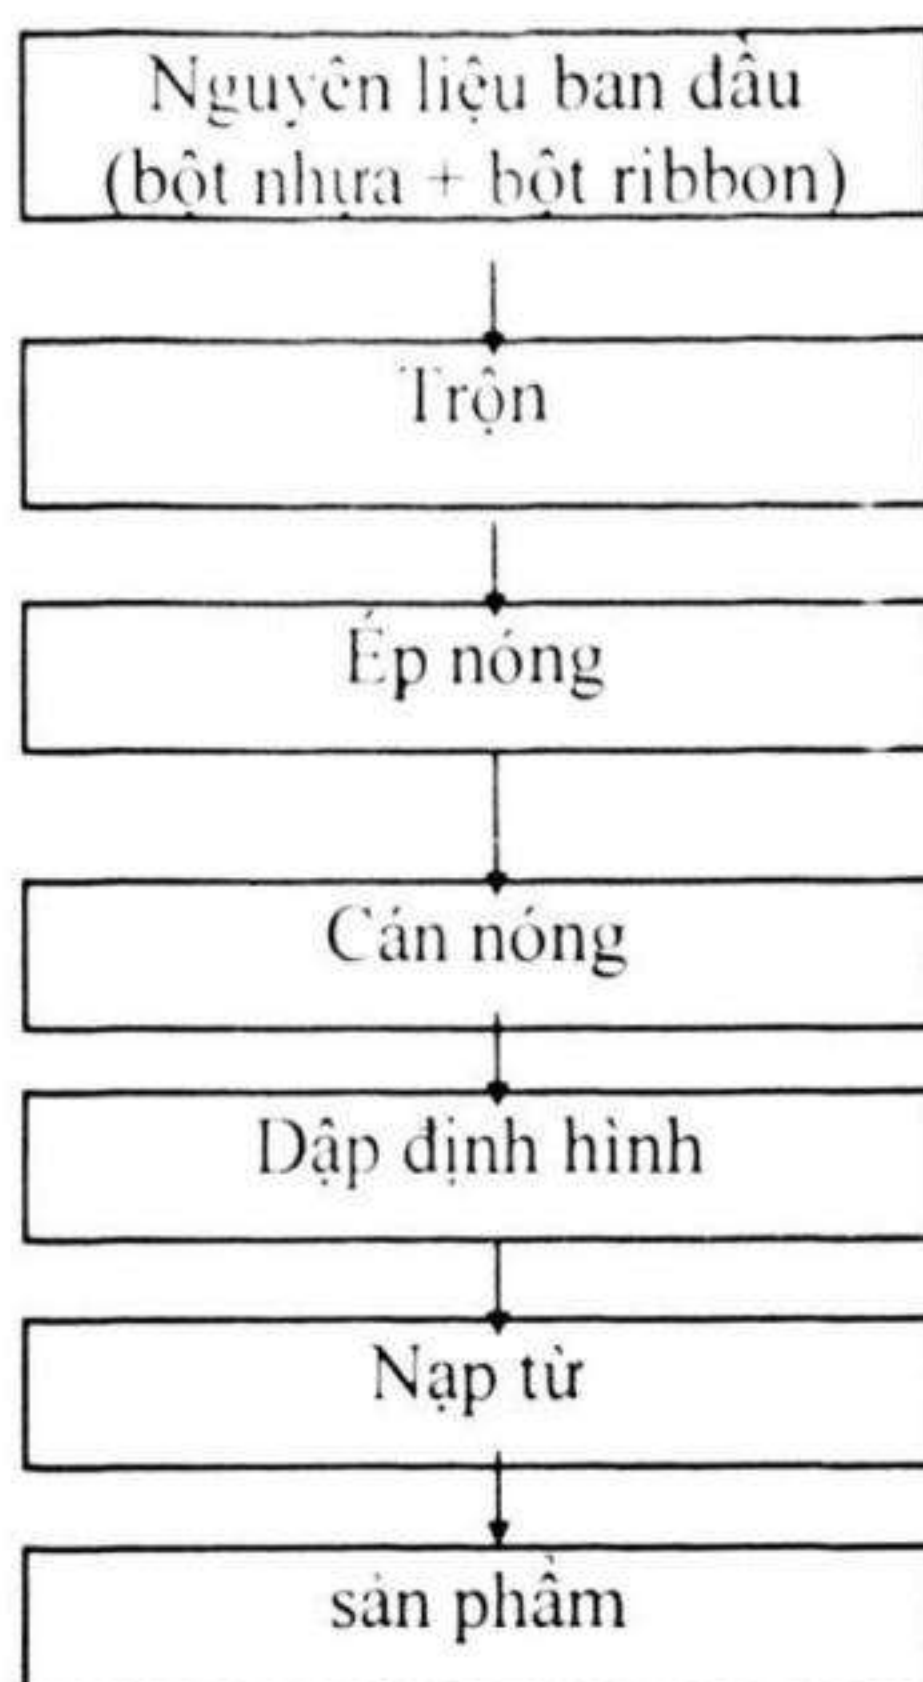 Nguyên liệu ban đầu
(bột nhựa + bột ribbon)
Trộn
Ép nóng
Cán nóng
Dập định hình
Nạp từ
sản phẩm